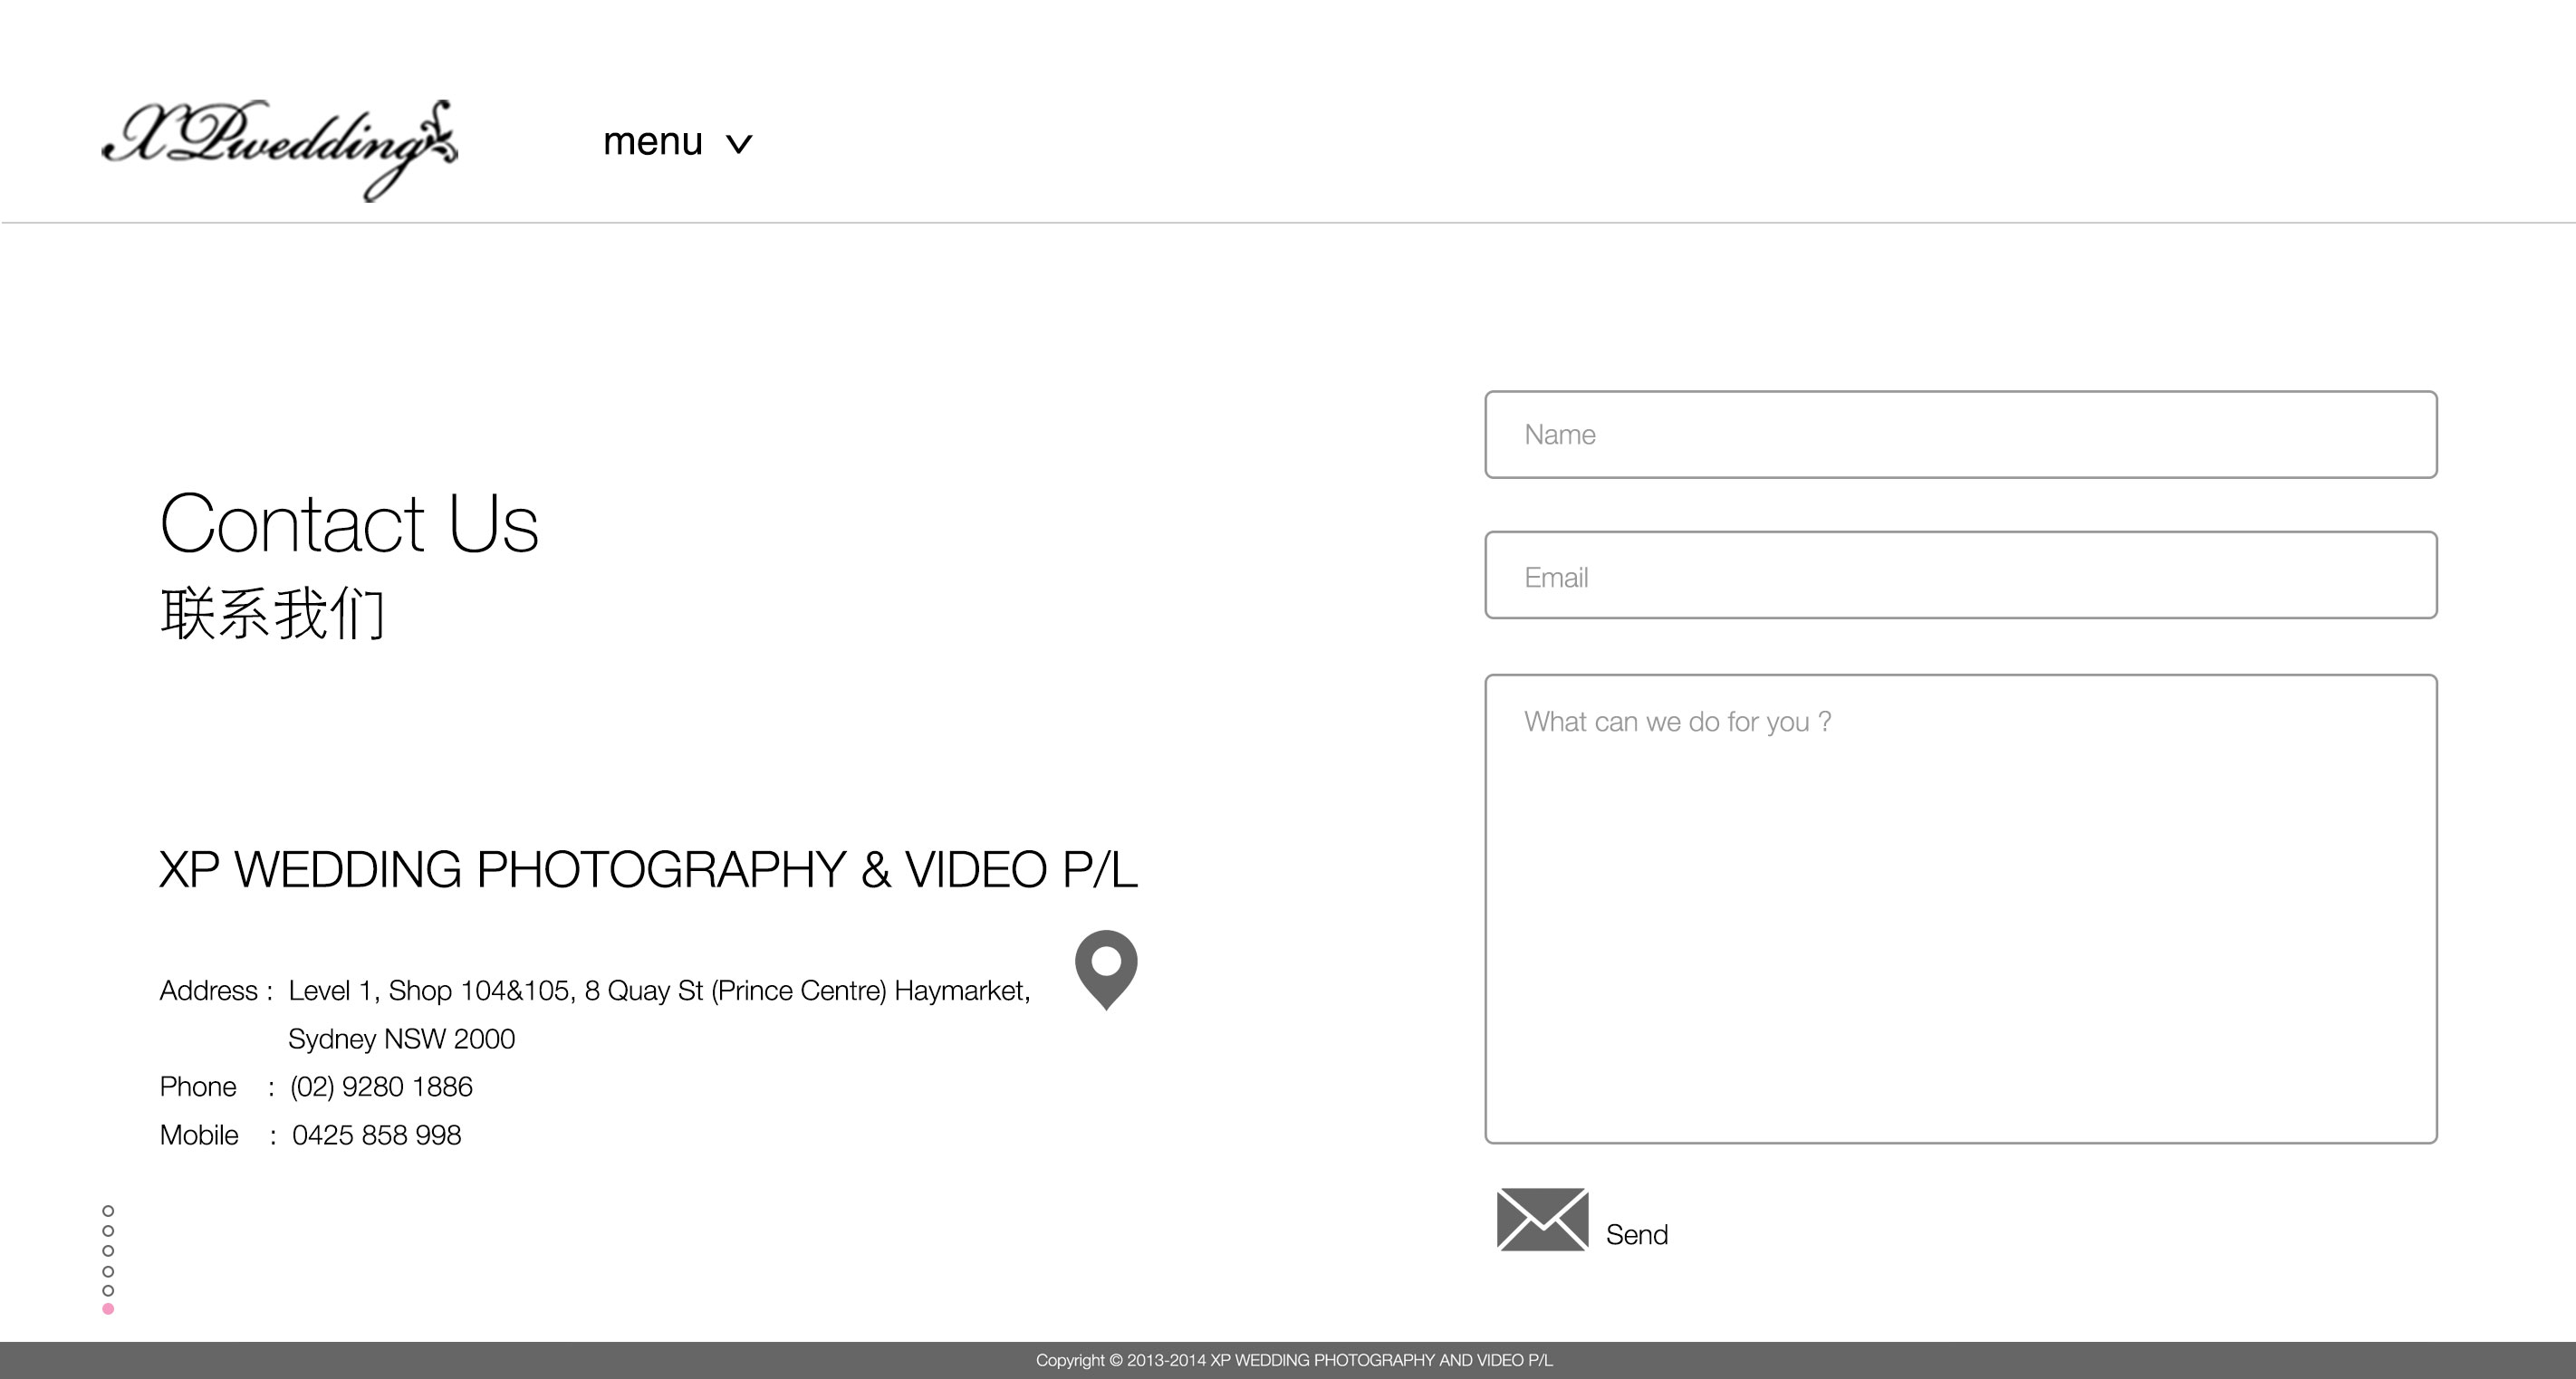 XPwedding
menu
Contact Us
联系我们
XP WEDDING PHOTOGRAPHY & VIDEO P/L
Address : Level 1, Shop 104&105, 8 Quay St (Prince Centre) Haymarket,
Sydney NSW 2000
Phone : (02) 9280 1886
Mobile : 0425 858 998
Name
Email
What can we do for you ?
Send
Copyright © 2013-2014 XP WEDDING PHOTOGRAPHY AND VIDEO P/L